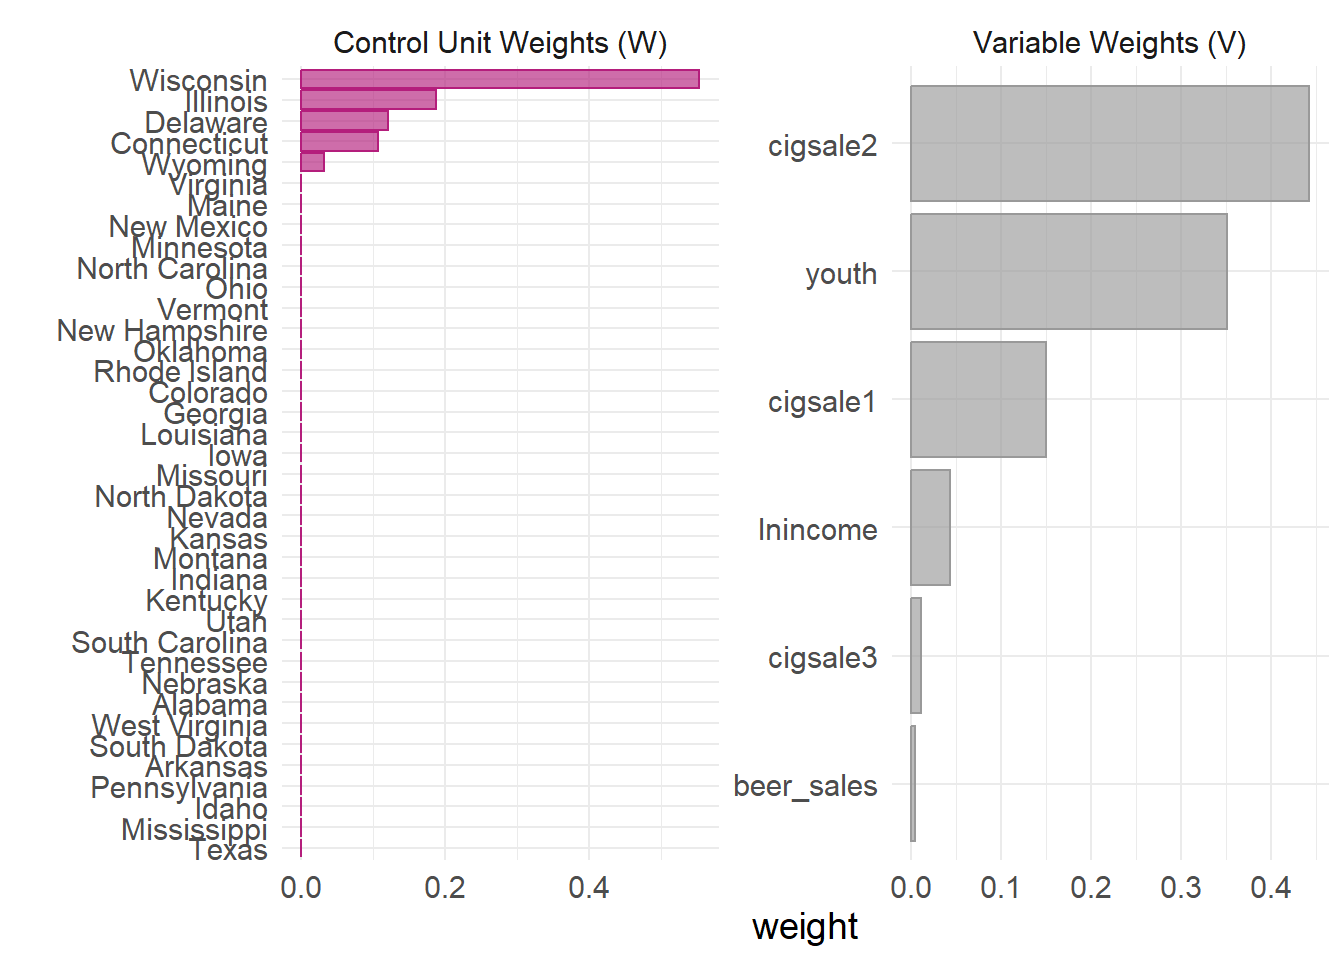 Control Unit Weights (W)
Wisconsin
Illinois
Delaware
Connecticut
Wyoming
Virginia
Maine
New Mexico
Minnesota
North Carolina
Ohio
Vermont
New Hampshire
Oklahoma
Rhode Island
Colorado
Georgia
Louisiana
Iowa
Missouri
North Dakota
Nevada
Kansas
Montana
Indiana
Kentucky
Utah
South Carolina
Tennessee
Nebraska
Alabama
West Virginia
South Dakota
Arkansas
Pennsylvania
Idaho
Mississippi
Texas
0.0 0.2 0.4
Variable Weights (V)
cigsale2
youth
cigsale1
lnincome
cigsale3
beer_sales
0.0 0.1 0.2 0.3 0.4
weight